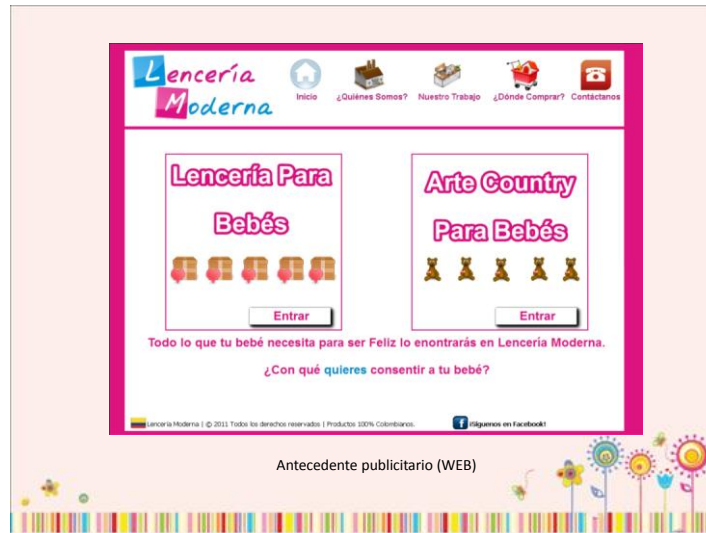 Lencería
Moderna
Inicio
¿Quiénes Somos?
Nuestro Trabajo
¿Dónde Comprar?
Contáctanos
Lencería Para
Bebés
Entrar
Arte Country
Para Bebés
Entrar
Todo lo que tu bebé necesita para ser Feliz lo enontrarás en Lencería Moderna.
¿Con qué quieres consentir a tu bebé?
Lencería Moderna | © 2011 Todos los derechos reservados | Productos 100% Colombianos.
¡Síguenos en Facebook!
Antecedente publicitario (WEB)